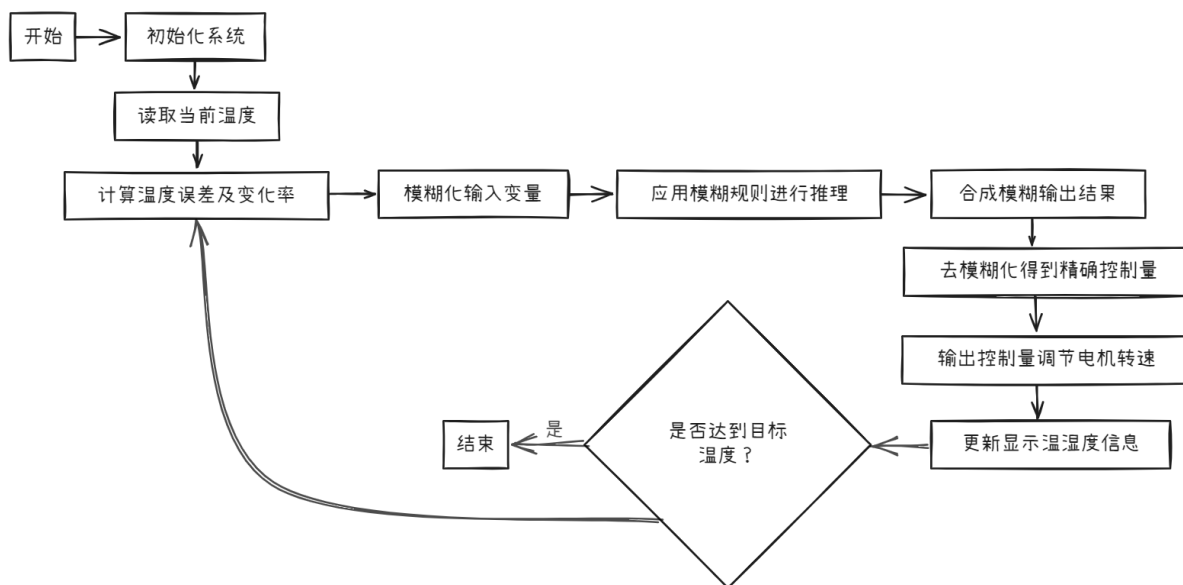 开始
初始化系统
读取当前温度
计算温度误差及变化率
模糊化输入变量
应用模糊规则进行推理
合成模糊输出结果
去模糊化得到精确控制量
输出控制量调节电机转速
更新显示温湿度信息
是否达到目标
温度？
是
结束